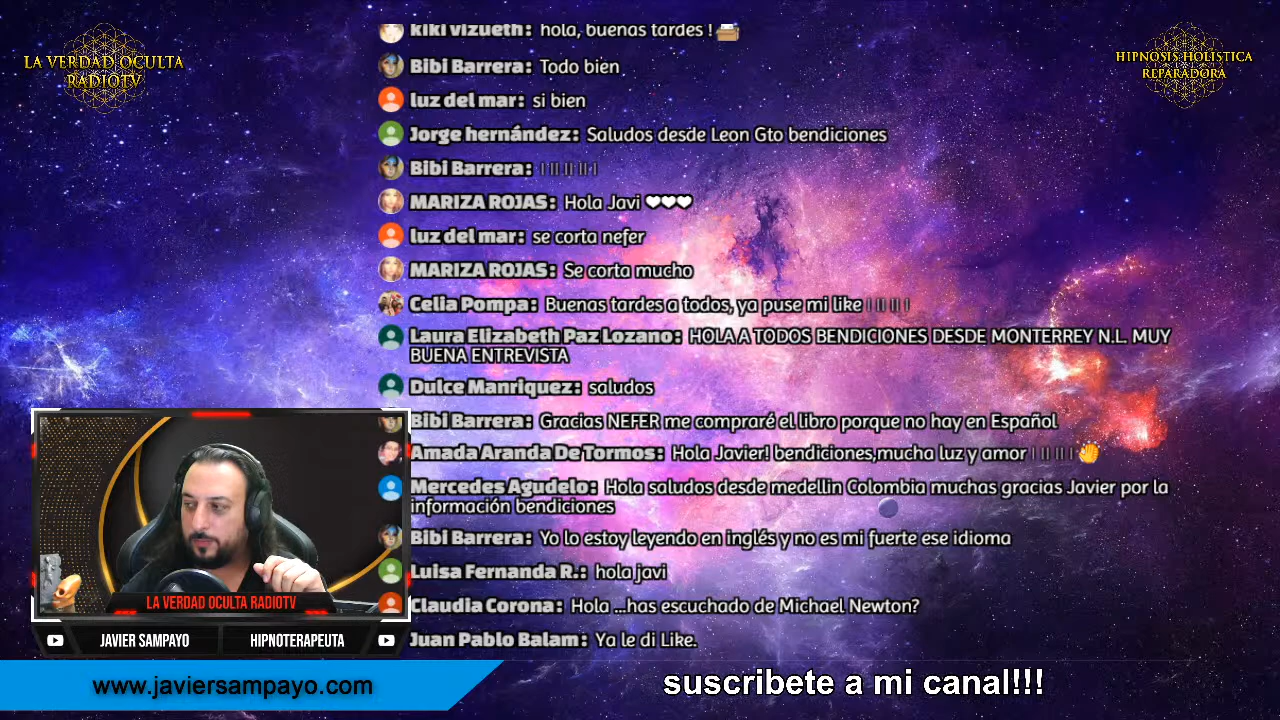 LA VERDAD OCULTA
RADIOTV
HIPNOSIS HOLISTICA
REPARADORA
kiki vizueth: hola, buenas tardes !
Bibi Barrera: Todo bien
luz del mar: si bien
Jorge hernández: Saludos desde Leon Gto bendiciones
Bibi Barrera:
MARIZA ROJAS: Hola Javi ❤❤❤
luz del mar: se corta nefer
MARIZA ROJAS: Se corta mucho
Celia Pompa: Buenas tardes a todos, ya puse mi like
Laura Elizabeth Paz Lozano: HOLA A TODOS BENDICIONES DESDE MONTERREY N.L. MUY
BUENA ENTREVISTA
Dulce Manriquez: saludos
Bibi Barrera: Gracias NEFER me compraré el libro porque no hay en Español
Amada Aranda De Tormos: Hola Javier! bendiciones,mucha luz y amor 👋
Mercedes Agudelo: Hola saludos desde medellin Colombia muchas gracias Javier por la
información bendiciones
Bibi Barrera: Yo lo estoy leyendo en inglés y no es mi fuerte ese idioma
Luisa Fernanda R.: hola javi
Claudia Corona: Hola ...has escuchado de Michael Newton?
Juan Pablo Balam: Ya le di Like.
LA VERDAD OCULTA RADIOTV
JAVIER SAMPAYO
HIPNOTERAPEUTA
www.javiersampayo.com
suscribete a mi canal!!!